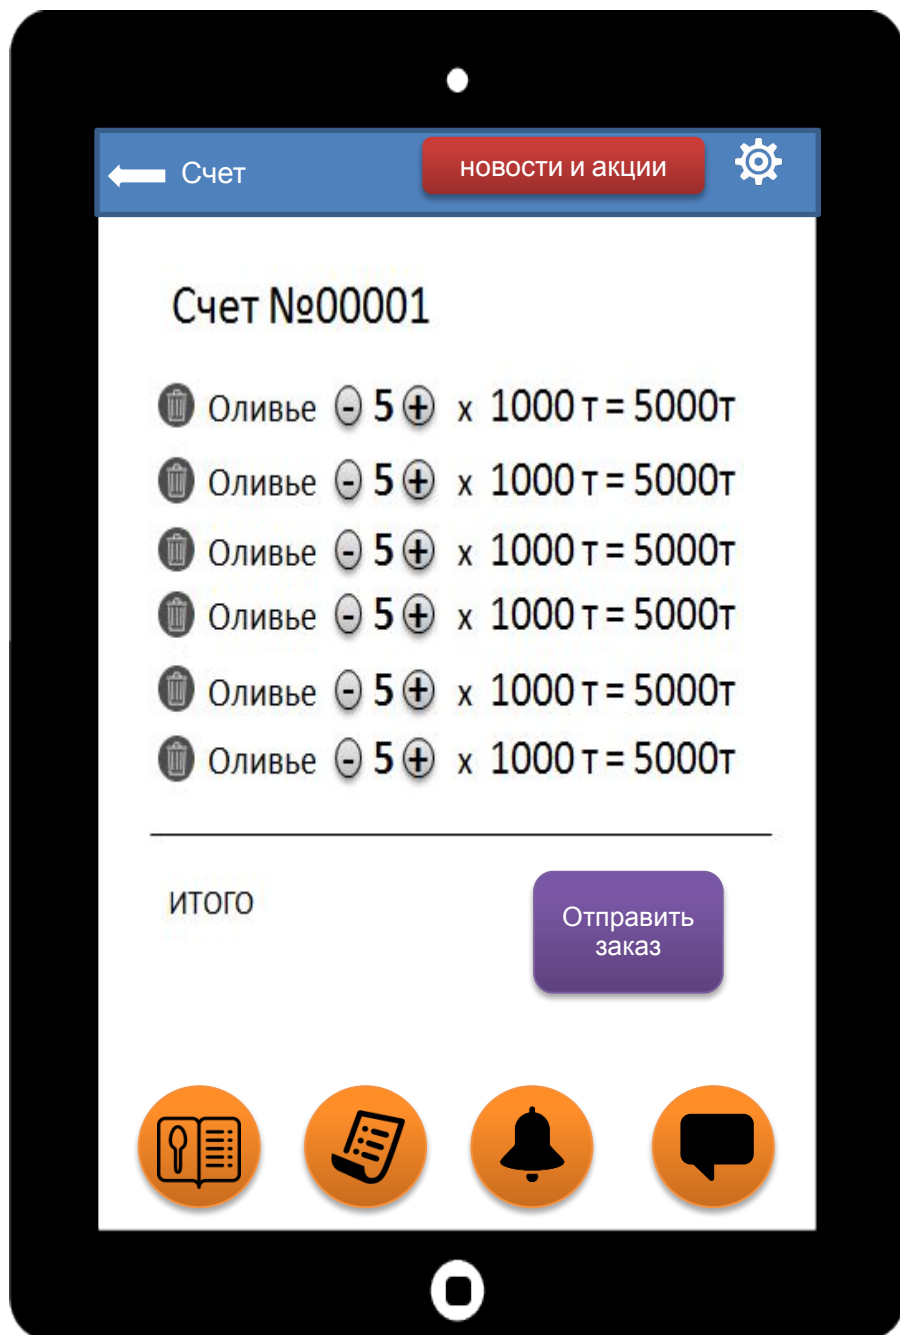 Счет
новости и акции
Счет №00001
Оливье - 5 + х 1000 т = 5000т
Оливье - 5 + х 1000 т = 5000т
Оливье - 5 + х 1000 т = 5000т
Оливье - 5 + х 1000 т = 5000т
Оливье - 5 + х 1000 т = 5000т
Оливье - 5 + х 1000 т = 5000т
итого
Отправить
заказ